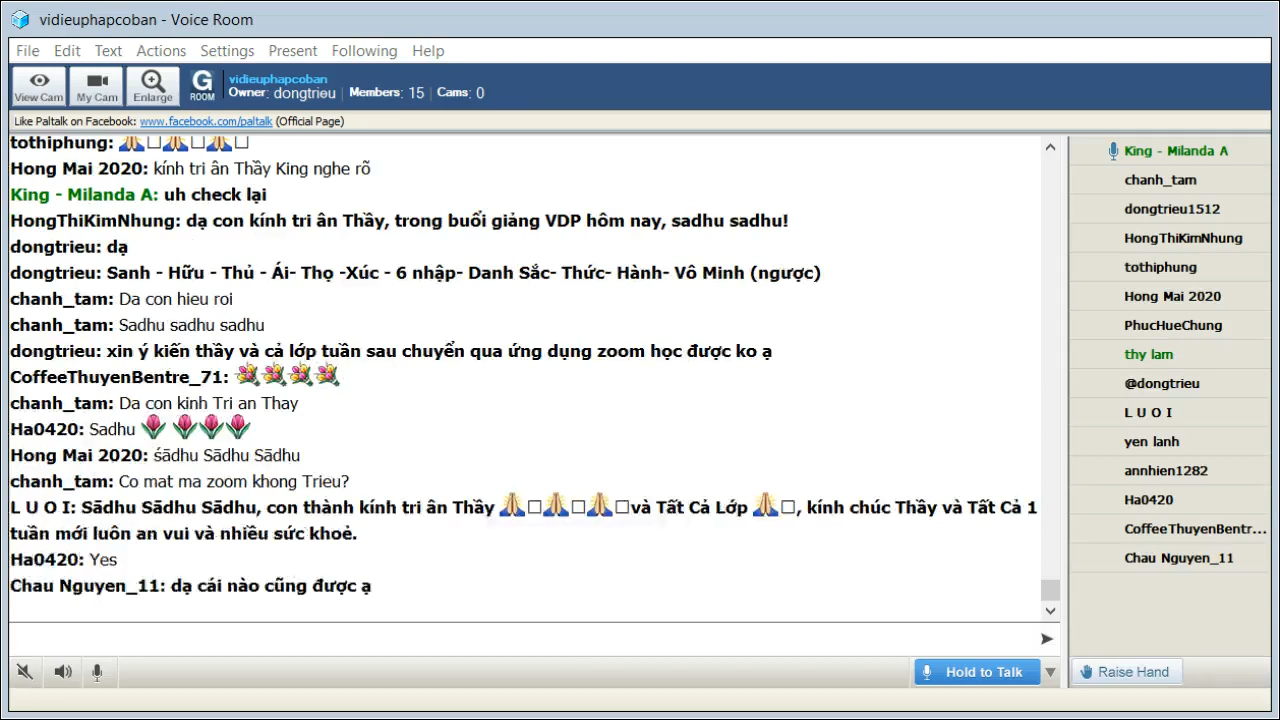 vidieuphapcoban - Voice Room
File Edit Text Actions Settings Present Following Help
View Cam My Cam Enlarge G ROOM
vidieuphapcoban
Owner: dongtrieu Members: 15 Cams: 0
Like Paltalk on Facebook: www.facebook.com/paltalk (Official Page)
tothiphung: 🙏□🙏□🙏□
Hong Mai 2020: kính tri ân Thầy King nghe rõ
King - Milanda A: uh check lại
HongThiKimNhung: dạ con kính tri ân Thầy, trong buổi giảng VDP hôm nay, sadhu sadhu!
dongtrieu: dạ
dongtrieu: Sanh - Hữu - Thủ - Ái- Thọ -Xúc - 6 nhập- Danh Sắc- Thức- Hành- Vô Minh (ngược)
chanh_tam: Da con hieu roi
chanh_tam: Sadhu sadhu sadhu
dongtrieu: xin ý kiến thầy và cả lớp tuần sau chuyển qua ứng dụng zoom học được ko ạ
CoffeeThuyenBentre_71: 💐💐💐💐
chanh_tam: Da con kinh Tri an Thay
Ha0420: Sadhu 🌷 🌷🌷🌷
Hong Mai 2020: śādhu Sādhu Sādhu
chanh_tam: Co mat ma zoom khong Trieu?
L U O I: Sādhu Sādhu Sādhu, con thành kính tri ân Thầy 🙏□🙏□🙏□và Tất Cả Lớp 🙏□, kính chúc Thầy và Tất Cả 1
tuần mới luôn an vui và nhiều sức khoẻ.
Ha0420: Yes
Chau Nguyen_11: dạ cái nào cũng được ạ
Hold to Talk
King - Milanda A
chanh_tam
dongtrieu1512
HongThiKimNhung
tothiphung
Hong Mai 2020
PhucHueChung
thy lam
@dongtrieu
L U O I
yen lanh
annhien1282
Ha0420
CoffeeThuyenBentr...
Chau Nguyen_11
Raise Hand